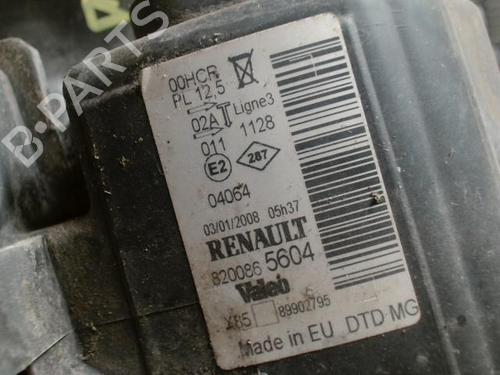 B-PARTS
00HCR
PL 12,5
02A Ligne3
011 1128
E2 287
04064
03/01/2008 05h37
RENAULT
820086 5604
Valeo
X85 89902795
Made in EU DTD MG